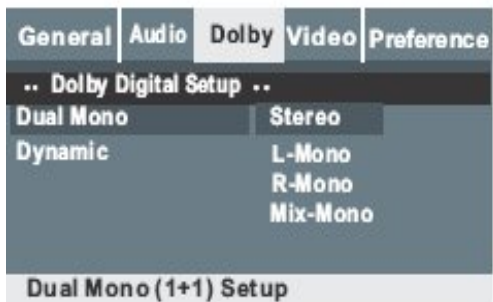 General Audio Dolby Video Preference
.. Dolby Digital Setup ..
Dual Mono Stereo
Dynamic L-Mono
R-Mono
Mix-Mono
Dual Mono (1+1) Setup